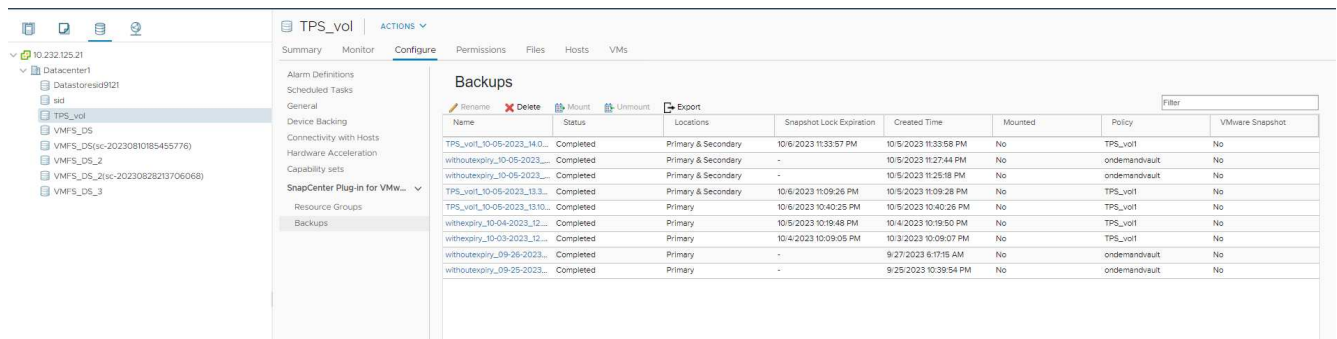 TPS_vol ACTIONS
Summary Monitor Configure Permissions Files Hosts VMs
10.232.125.21
Datacenter1
Datastoresid9121
sid
TPS_vol
VMFS_DS
VMFS_DS(sc-20230810185455776)
VMFS_DS_2
VMFS_DS_2(sc-20230828213706068)
VMFS_DS_3
Alarm Definitions
Scheduled Tasks
General
Device Backing
Connectivity with Hosts
Hardware Acceleration
Capability sets
SnapCenter Plug-in for VMw...
Resource Groups
Backups
Backups
Rename Delete Mount Unmount Export Filter
Name Status Locations Snapshot Lock Expiration Created Time Mounted Policy VMware Snapshot
TPS_vol1_10-05-2023_14.0... Completed Primary & Secondary 10/6/2023 11:33:57 PM 10/5/2023 11:33:58 PM No TPS_vol1 No
withoutexpiry_10-05-2023_... Completed Primary & Secondary - 10/5/2023 11:27:44 PM No ondemandvault No
withoutexpiry_10-05-2023_... Completed Primary & Secondary - 10/5/2023 11:25:18 PM No ondemandvault No
TPS_vol1_10-05-2023_13.3... Completed Primary & Secondary 10/6/2023 11:09:26 PM 10/5/2023 11:09:28 PM No TPS_vol1 No
TPS_vol1_10-05-2023_13.10... Completed Primary 10/6/2023 10:40:25 PM 10/5/2023 10:40:26 PM No TPS_vol1 No
withexpiry_10-04-2023_12.... Completed Primary 10/5/2023 10:19:48 PM 10/4/2023 10:19:50 PM No TPS_vol1 No
withexpiry_10-03-2023_12.... Completed Primary 10/4/2023 10:09:05 PM 10/3/2023 10:09:07 PM No TPS_vol1 No
withoutexpiry_09-26-2023... Completed Primary - 9/27/2023 6:17:15 AM No ondemandvault No
withoutexpiry_09-25-2023... Completed Primary - 9/25/2023 10:39:54 PM No ondemandvault No